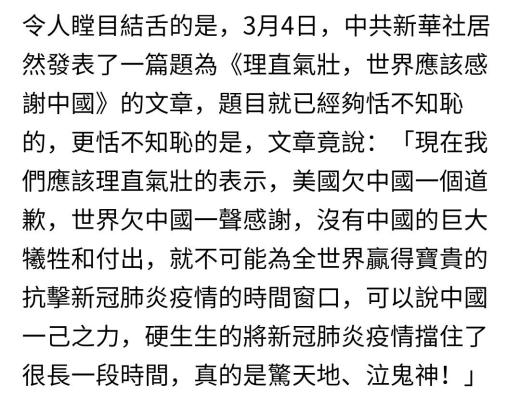 令人瞠目結舌的是，3月4日，中共新華社居
然發表了一篇題為《理直氣壯，世界應該感
謝中國》的文章，題目就已經夠恬不知恥
的，更恬不知恥的是，文章竟說：「現在我
們應該理直氣壯的表示，美國欠中國一個道
歉，世界欠中國一聲感謝，沒有中國的巨大
犧牲和付出，就不可能為全世界贏得寶貴的
抗擊新冠肺炎疫情的時間窗口，可以說中國
一己之力，硬生生的將新冠肺炎疫情擋住了
很長一段時間，真的是驚天地、泣鬼神！」